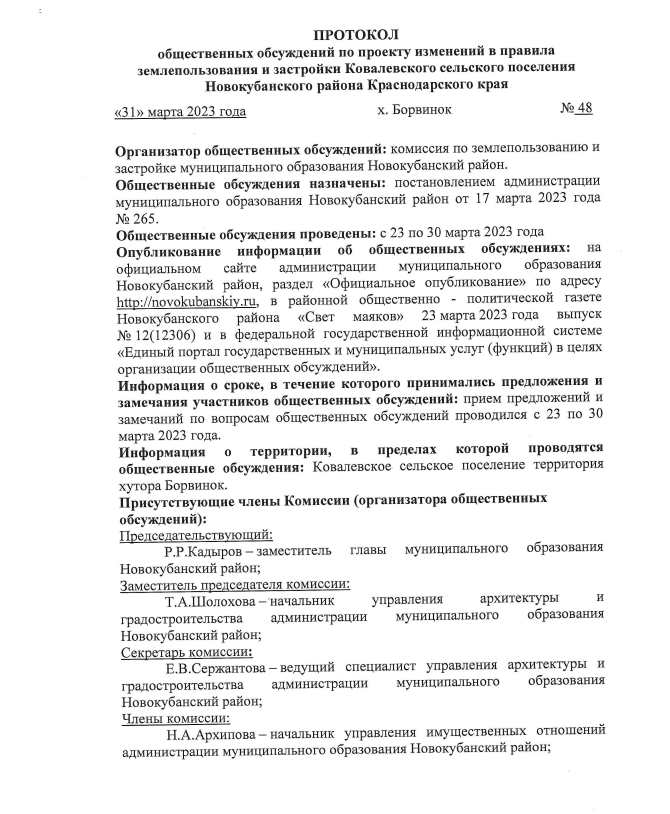 ПРОТОКОЛ
общественных обсуждений по проекту изменений в правила
землепользования и застройки Ковалевского сельского поселения
Новокубанского района Краснодарского края
«31» марта 2023 года х. Борвинок № 48
Организатор общественных обсуждений: комиссия по землепользованию и
застройке муниципального образования Новокубанский район.
Общественные обсуждения назначены: постановлением администрации
муниципального образования Новокубанский район от 17 марта 2023 года
№ 265.
Общественные обсуждения проведены: с 23 по 30 марта 2023 года
Опубликование информации об общественных обсуждениях: на
официальном сайте администрации муниципального образования
Новокубанский район, раздел «Официальное опубликование» по адресу
http://novokubanskiy.ru, в районной общественно - политической газете
Новокубанского района «Свет маяков» 23 марта 2023 года выпуск
№ 12(12306) и в федеральной государственной информационной системе
«Единый портал государственных и муниципальных услуг (функций) в целях
организации общественных обсуждений».
Информация о сроке, в течение которого принимались предложения и
замечания участников общественных обсуждений: прием предложений и
замечаний по вопросам общественных обсуждений проводился с 23 по 30
марта 2023 года.
Информация о территории, в пределах которой проводятся
общественные обсуждения: Ковалевское сельское поселение территория
хутора Борвинок.
Присутствующие члены Комиссии (организатора общественных
обсуждений):
Председательствующий:
Р.Р.Кадыров – заместитель главы муниципального образования
Новокубанский район;
Заместитель председателя комиссии:
Т.А.Шолохова – начальник управления архитектуры и
градостроительства администрации муниципального образования
Новокубанский район;
Секретарь комиссии:
Е.В.Сержантова – ведущий специалист управления архитектуры и
градостроительства администрации муниципального образования
Новокубанский район;
Члены комиссии:
Н.А.Архипова – начальник управления имущественных отношений
администрации муниципального образования Новокубанский район;